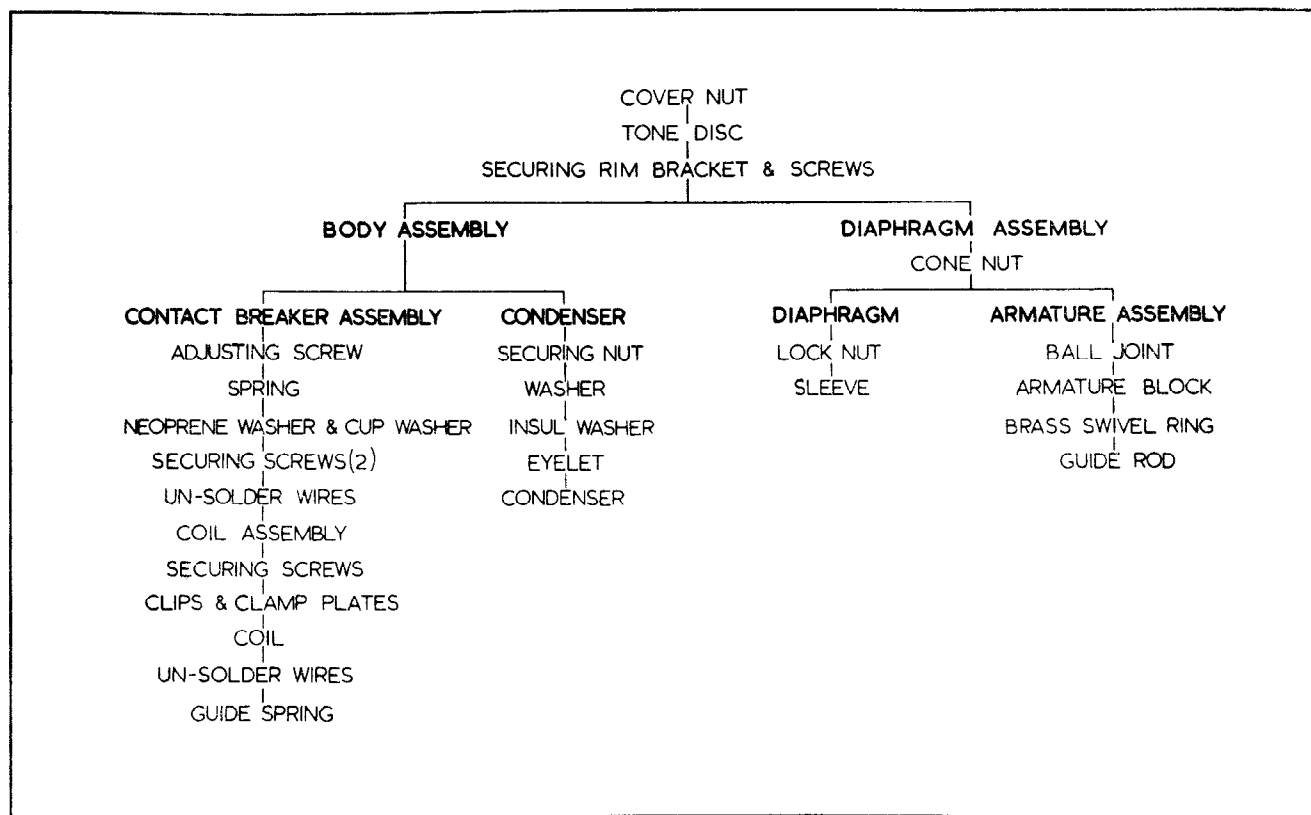 COVER NUT
TONE DISC
SECURING RIM BRACKET & SCREWS
BODY ASSEMBLY
DIAPHRAGM ASSEMBLY
CONE NUT
CONTACT BREAKER ASSEMBLY
ADJUSTING SCREW
SPRING
NEOPRENE WASHER & CUP WASHER
SECURING SCREWS(2)
UN-SOLDER WIRES
COIL ASSEMBLY
SECURING SCREWS
CLIPS & CLAMP PLATES
COIL
UN-SOLDER WIRES
GUIDE SPRING
CONDENSER
SECURING NUT
WASHER
INSUL WASHER
EYELET
CONDENSER
DIAPHRAGM
LOCK NUT
SLEEVE
ARMATURE ASSEMBLY
BALL JOINT
ARMATURE BLOCK
BRASS SWIVEL RING
GUIDE ROD